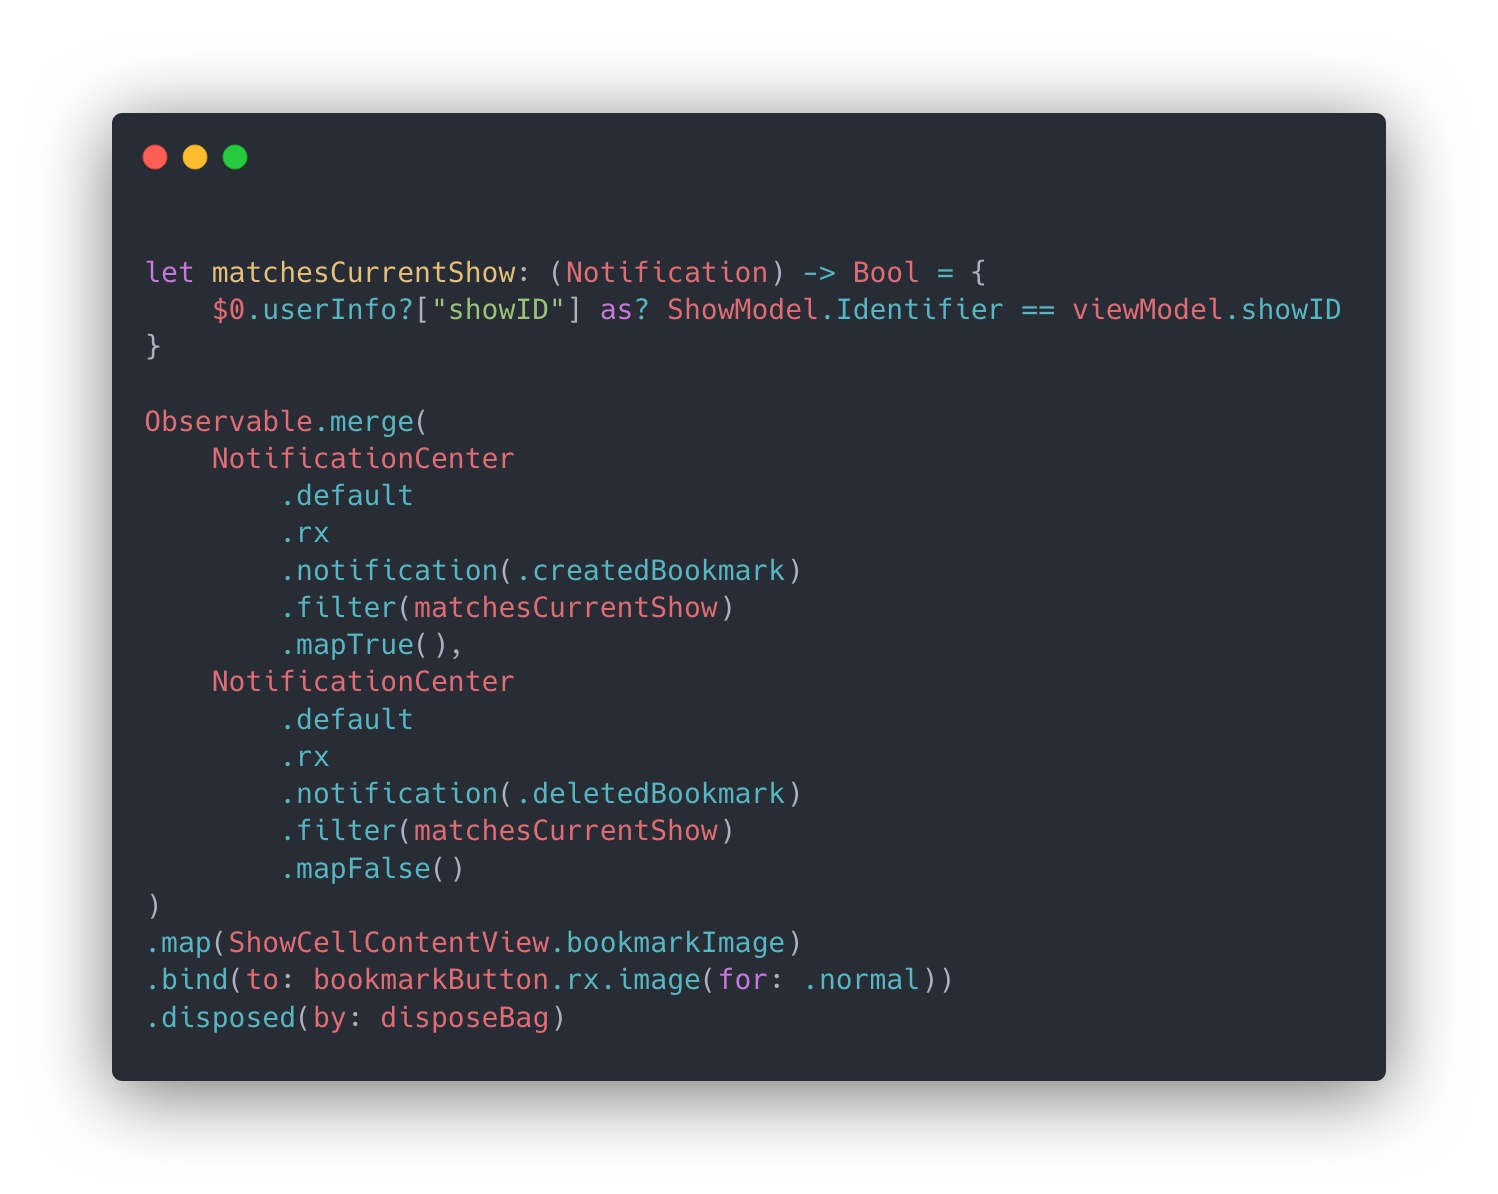 let matchesCurrentShow: (Notification) -> Bool = {
    $0.userInfo?["showID"] as? ShowModel.Identifier == viewModel.showID
}

Observable.merge(
    NotificationCenter
        .default
        .rx
        .notification(.createdBookmark)
        .filter(matchesCurrentShow)
        .mapTrue(),
    NotificationCenter
        .default
        .rx
        .notification(.deletedBookmark)
        .filter(matchesCurrentShow)
        .mapFalse()
)
.map(ShowCellContentView.bookmarkImage)
.bind(to: bookmarkButton.rx.image(for: .normal))
.disposed(by: disposeBag)